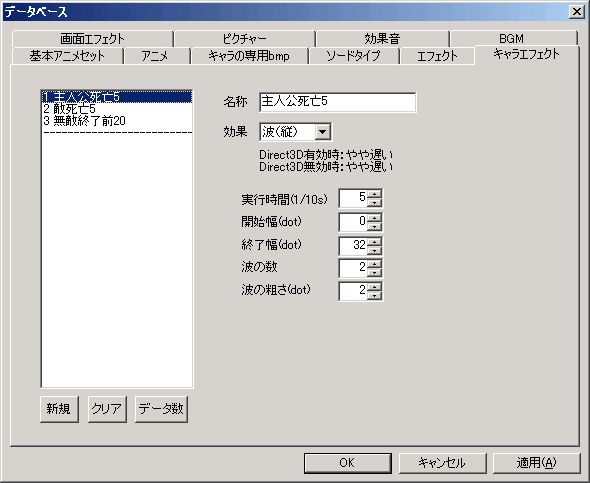 データベース
画面エフェクト ピクチャー 効果音 BGM
基本アニメセット アニメ キャラの専用bmp ソードタイプ エフェクト キャラエフェクト
1 主人公死亡5
2 敵死亡5
3 無敵終了前20
名称 主人公死亡5
効果 波(縦)
Direct3D有効時:やや遅い
Direct3D無効時:やや遅い
実行時間(1/10s) 5
開始幅(dot) 0
終了幅(dot) 32
波の数 2
波の粗さ(dot) 2
新規 クリア データ数
OK キャンセル 適用(A)